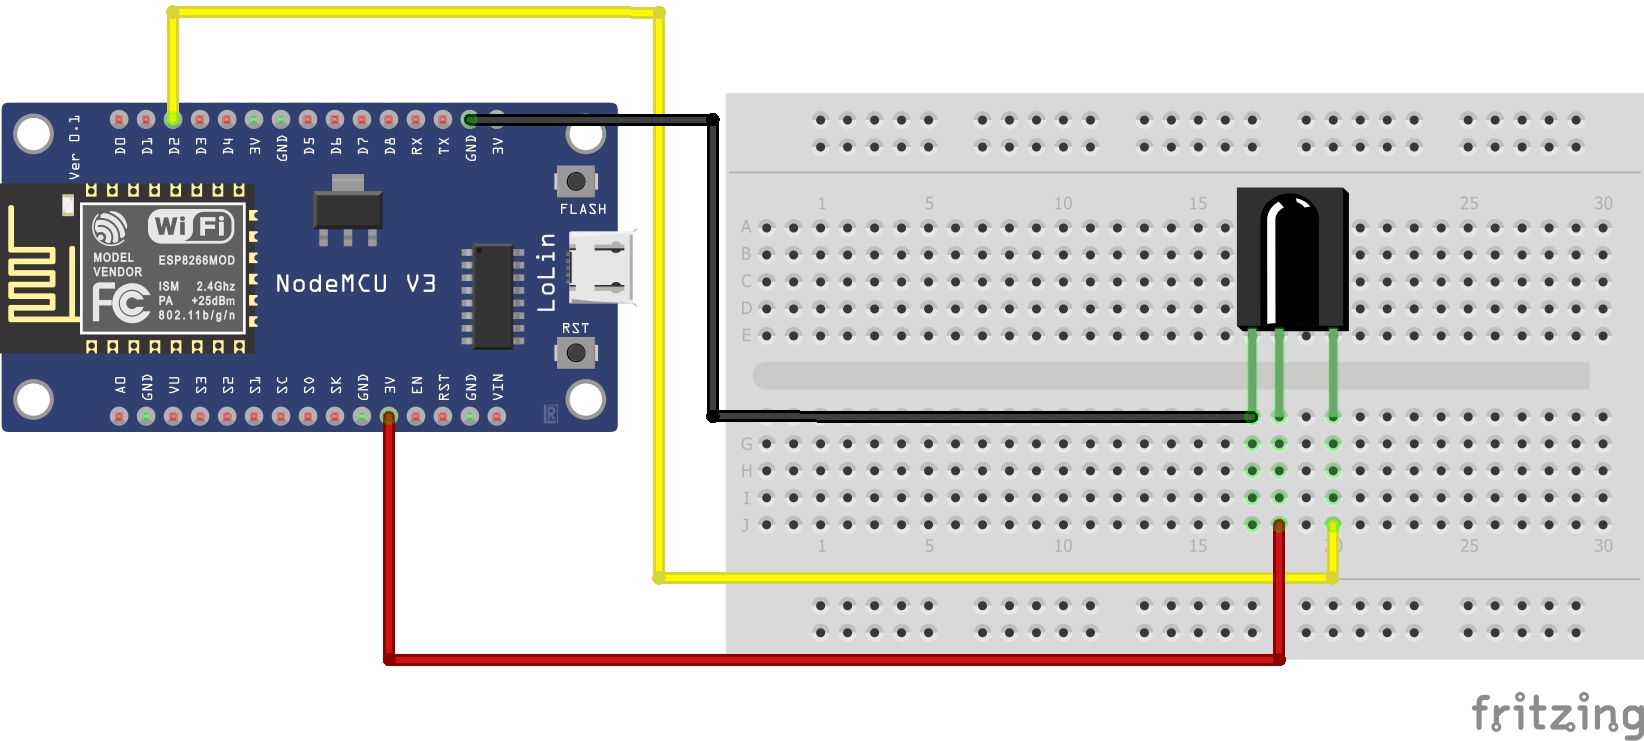 Ver 0.1
D0 D1 D2 D3 D4 3V GND D5 D6 D7 D8 RX TX GND 3V
FLASH
WiFi
MODEL ESP8266MOD
VENDOR
ISM 2.4Ghz
PA +25dBm
802.11b/g/n
FC
NodeMCU V3
LoLin
RST
A0 GND VU S3 S2 S1 SC S0 SK GND 3V EN RST GND VIN
R
1 5 10 15 25 30
A
B
C
D
E
G
H
I
J
1 5 10 15 20 25 30
fritzing